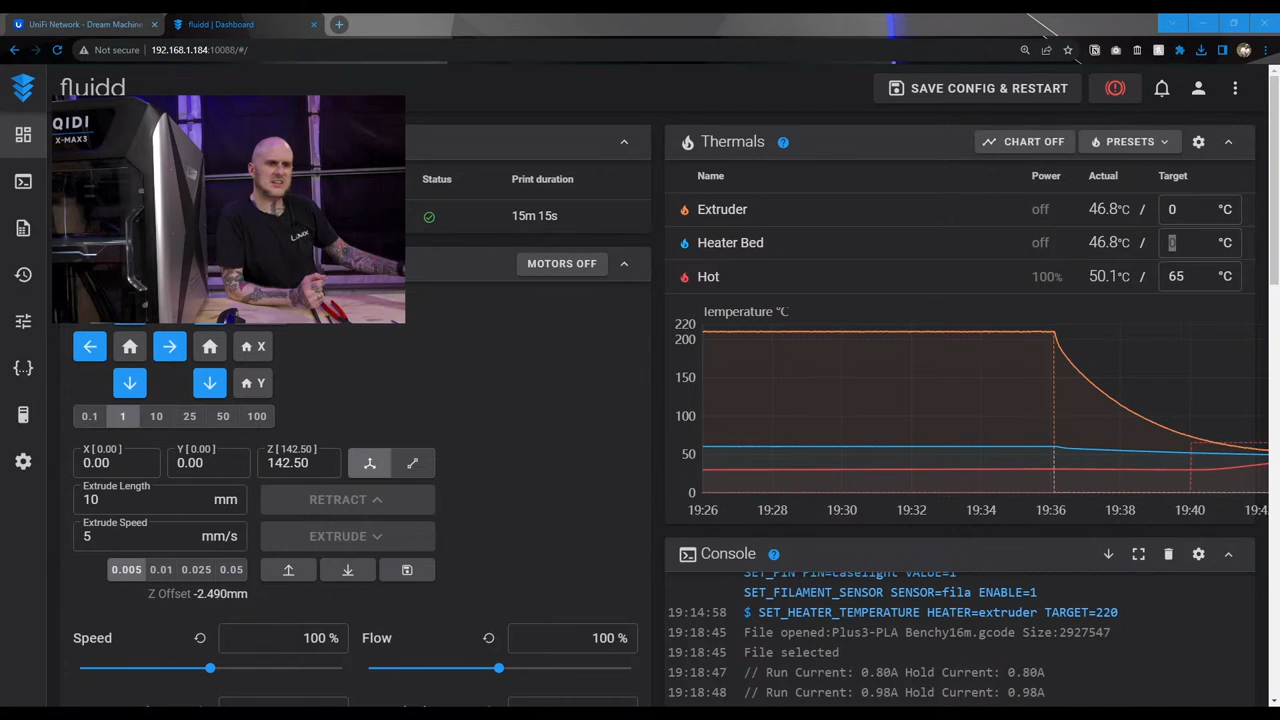 UniFi Network - Dream Machine
fluidd | Dashboard
Not secure
192.168.1.184:10088/#/
fluidd
SAVE CONFIG & RESTART
QIDI
X-MAX3
Status
Print duration
15m 15s
MOTORS OFF
X
Y
0.1 1 10 25 50 100
X [ 0.00 ] Y [ 0.00 ] Z [ 142.50 ]
0.00 0.00 142.50
Extrude Length
10 mm
RETRACT
Extrude Speed
5 mm/s
EXTRUDE
0.005 0.01 0.025 0.05
Z Offset -2.490mm
Speed 100 %
Flow 100 %
Thermals
CHART OFF
PRESETS
Name Power Actual Target
Extruder off 46.8°C / 0 °C
Heater Bed off 46.8°C / 0 °C
Hot 100% 50.1°C / 65 °C
Temperature °C
220
200
150
100
50
0
19:26 19:28 19:30 19:32 19:34 19:36 19:38 19:40
Console
SET_PIN PIN=caselight VALUE=1
SET_FILAMENT_SENSOR SENSOR=fila ENABLE=1
19:14:58 $ SET_HEATER_TEMPERATURE HEATER=extruder TARGET=220
19:18:45 File opened:Plus3-PLA Benchy16m.gcode Size:2927547
19:18:45 File selected
19:18:47 // Run Current: 0.80A Hold Current: 0.80A
19:18:48 // Run Current: 0.98A Hold Current: 0.98A